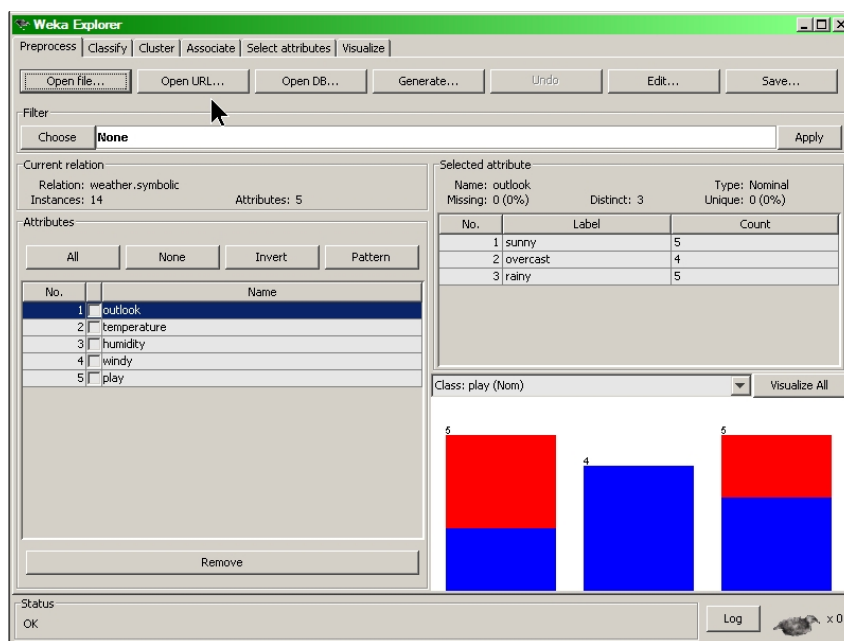 Weka Explorer
Preprocess Classify Cluster Associate Select attributes Visualize
Open file... Open URL... Open DB... Generate... Undo Edit... Save...
Filter
Choose None Apply
Current relation
Relation: weather.symbolic
Instances: 14 Attributes: 5
Attributes
All None Invert Pattern
No. Name
1 outlook
2 temperature
3 humidity
4 windy
5 play
Remove
Selected attribute
Name: outlook Type: Nominal
Missing: 0 (0%) Distinct: 3 Unique: 0 (0%)
No. Label Count
1 sunny 5
2 overcast 4
3 rainy 5
Class: play (Nom) Visualize All
5 4 5
Status
OK
Log x 0